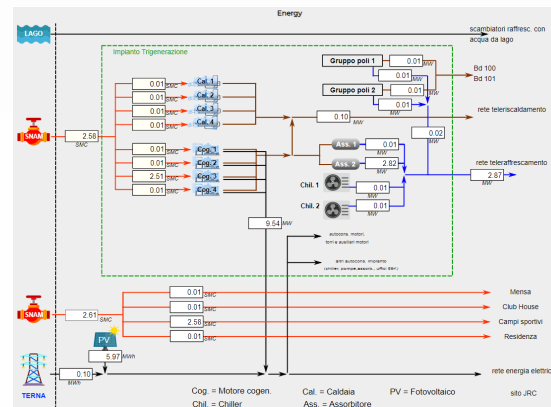 Energy
LAGO
scambiatori raffresc. con
acqua da lago
Impianto Trigenerazione
Gruppo poli 1
0.01
MW
0.01
MW
Bd 100
Bd 101
Gruppo poli 2
0.01
MW
0.01
MW
0.01
SMC
Cal. 1
0.01
SMC
Cal. 2
0.01
SMC
Cal. 3
0.01
SMC
Cal. 4
0.10
MW
rete teleriscaldamento
SNAM
2.58
SMC
0.02
MW
0.01
SMC
Cog. 1
0.01
SMC
Cog. 2
2.51
SMC
Cog. 3
0.01
SMC
Cog. 4
Ass. 1
0.01
MW
Ass. 2
2.82
MW
rete teleraffrescamento
2.87
MW
Chil. 1
0.01
MW
Chil. 2
0.01
MW
9.54
MW
autocons. motori:
torri e auxiliari motori
altri autocons. impianto
0.01
SMC
Mensa
0.01
SMC
Club House
SNAM
2.61
SMC
2.58
SMC
Campi sportivi
0.01
SMC
Residenza
PV
5.97
MWh
0.10
MWh
rete energia elettric
TERNA
Cog. = Motore cogen.
Cal. = Caldaia
PV = Fotovoltaico
sito JRC
Chil. = Chiller
Ass. = Assorbitore